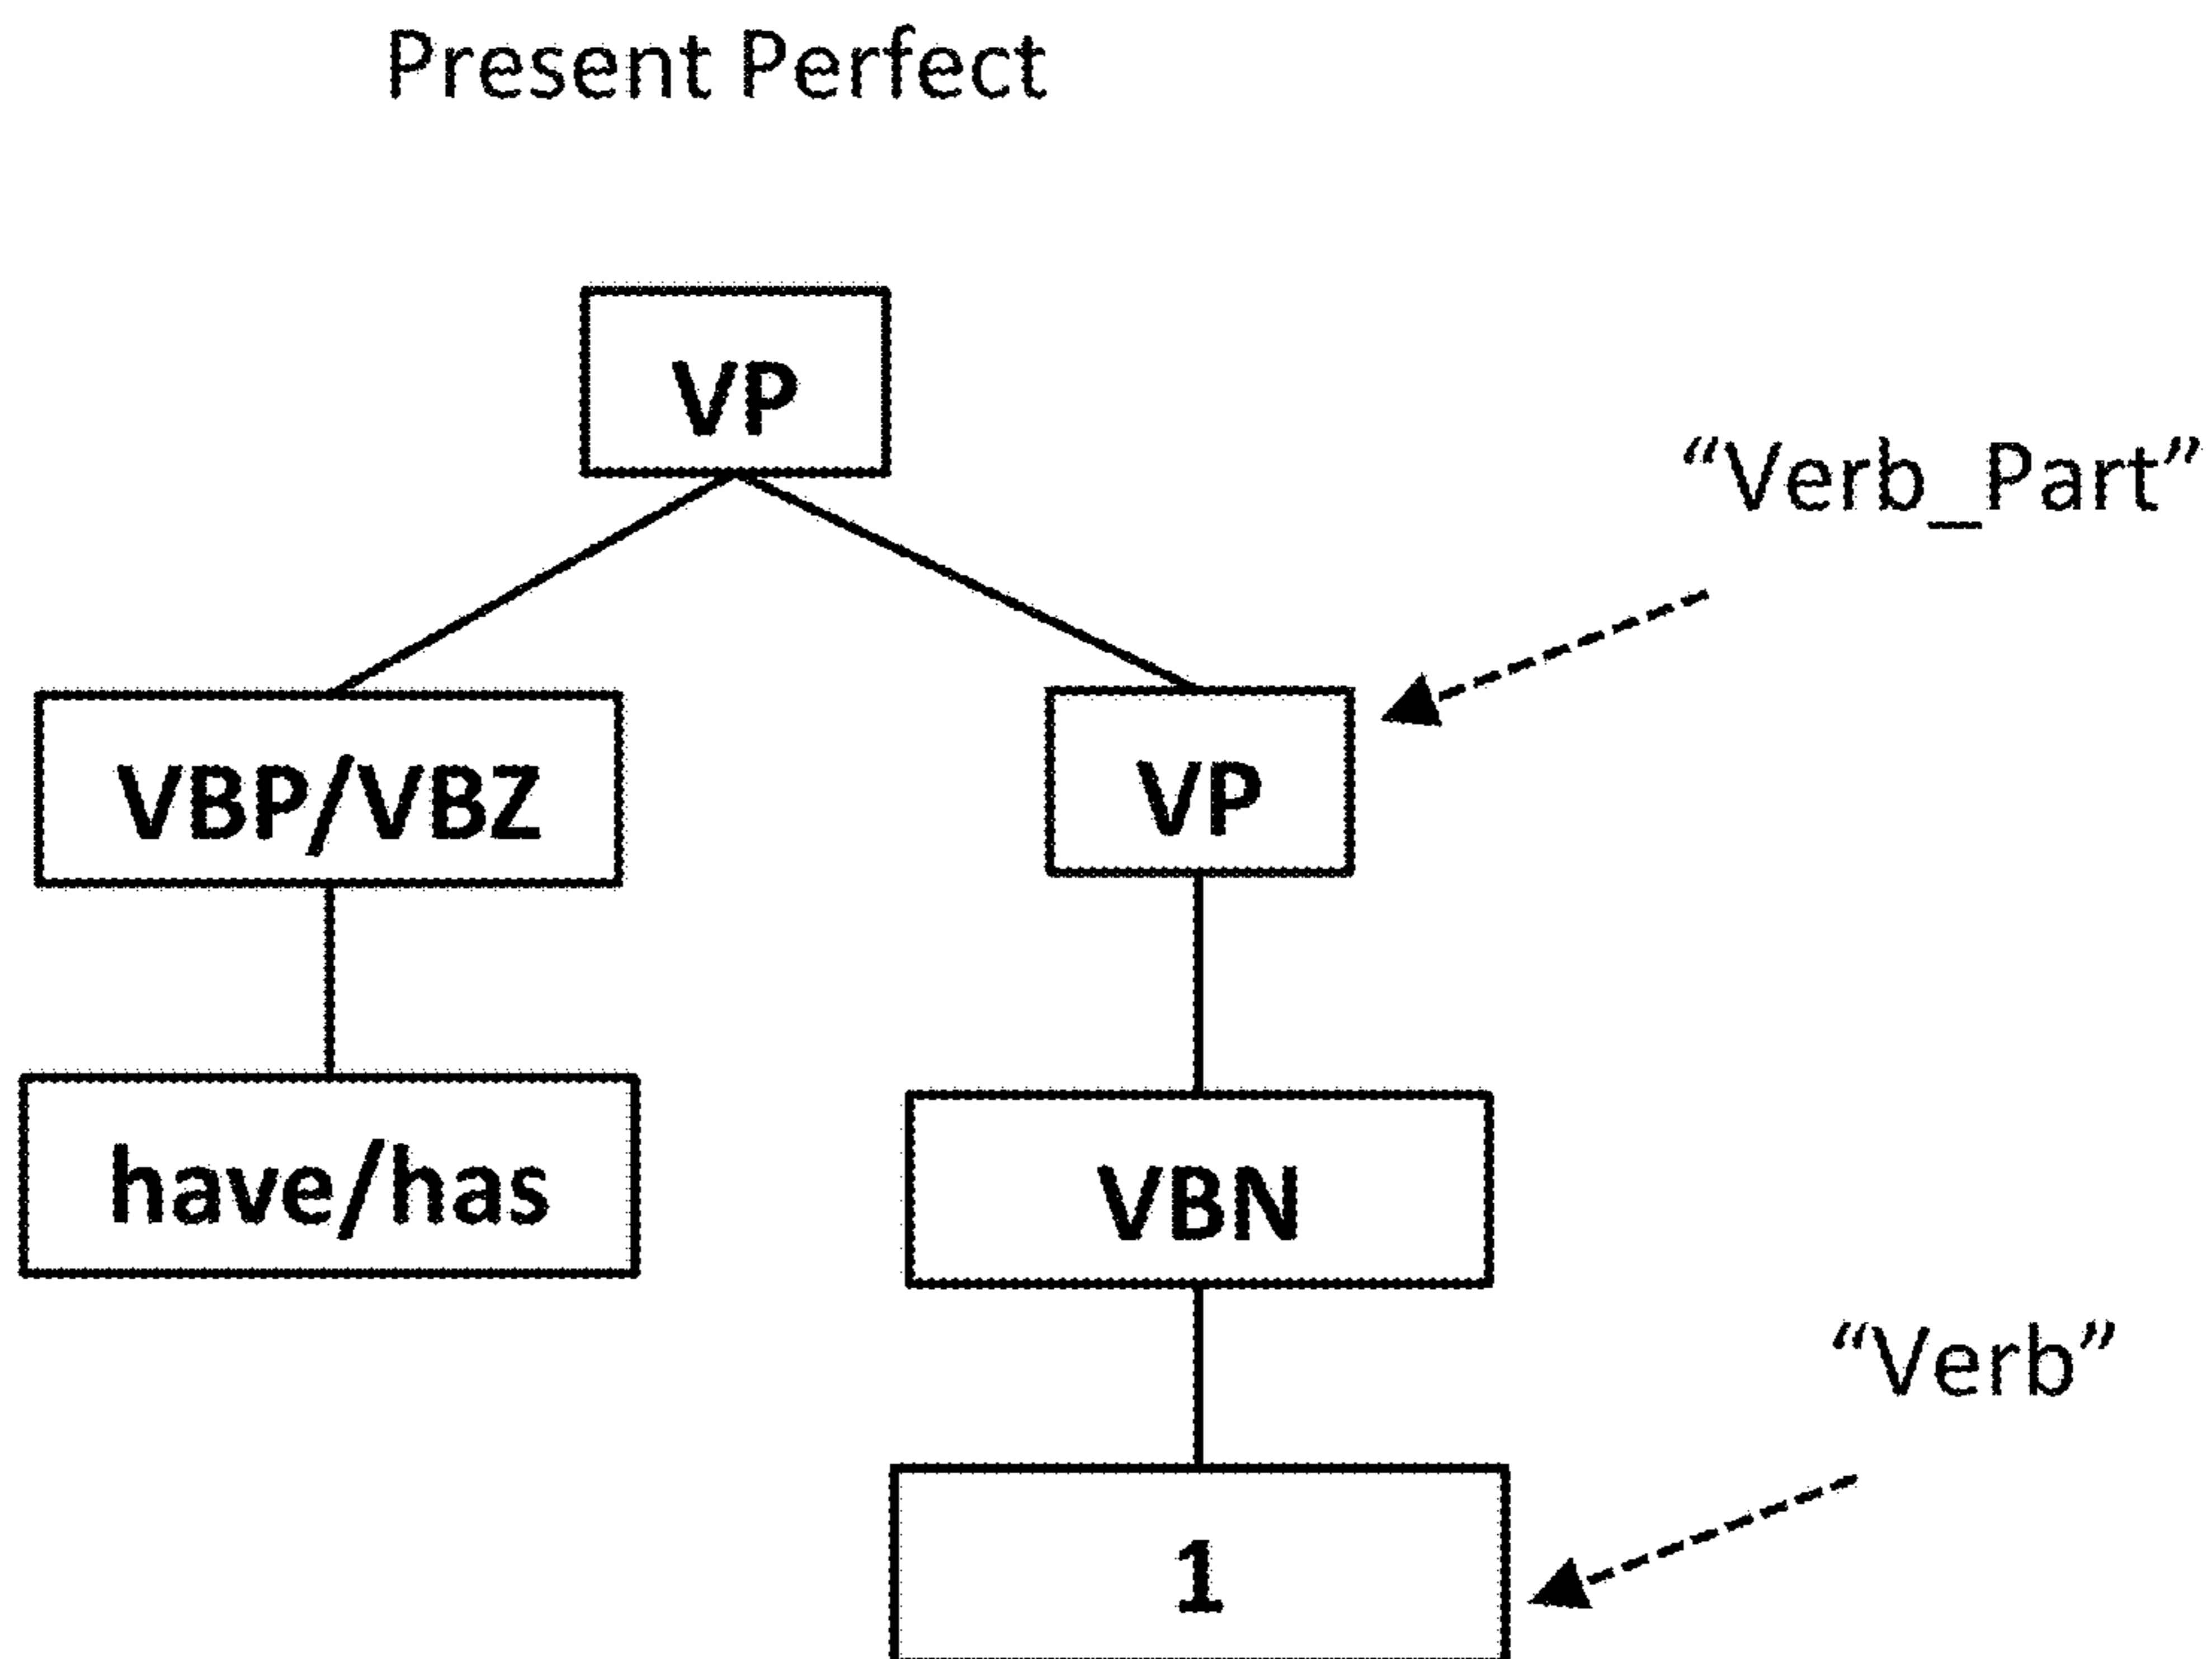 Present Perfect
VP
“Verb_Part”
VBP/VBZ
VP
have/has
VBN
“Verb”
1